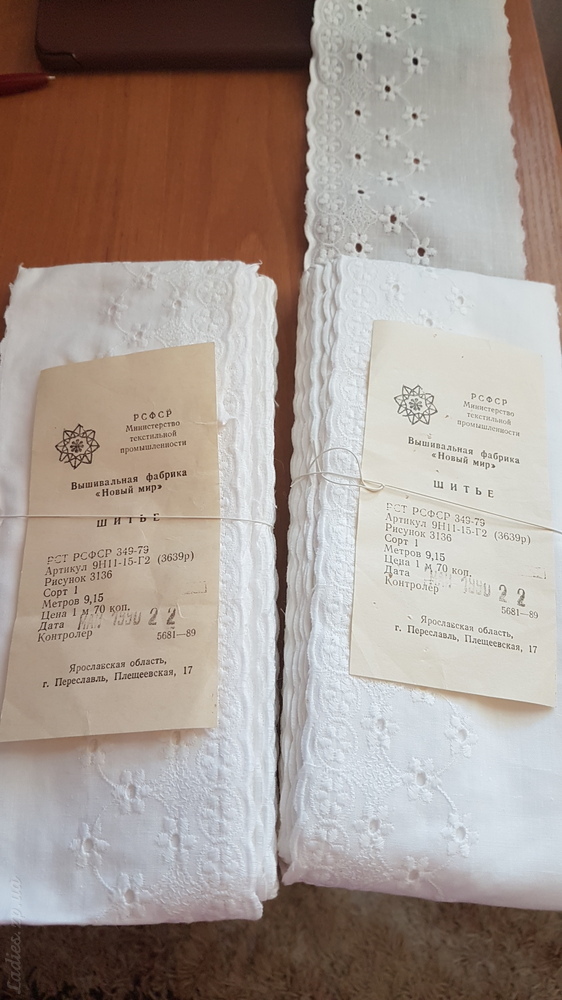 РСФСР
Министерство
текстильной
промышленности
Вышивальная фабрика
«Новый мир»
ШИТЬЕ
РСТ РСФСР 349-79
Артикул 9Н11-15-Г2 (3639р)
Рисунок 3136
Сорт 1
Метров 9,15
Цена 1 м 70 коп.
Дата 1990 22
Контролер 5681—89
Ярославская область,
г. Переславль, Плещеевская, 17
РСФСР
Министерство
текстильной
промышленности
Вышивальная фабрика
«Новый мир»
ШИТЬЕ
РСТ РСФСР 349-79
Артикул 9Н11-15-Г2 (3639р)
Рисунок 3136
Сорт 1
Метров 9,15
Цена 1 м 70 коп.
Дата 1990 22
Контролер 5681—89
Ярославская область,
г. Переславль, Плещеевская, 17